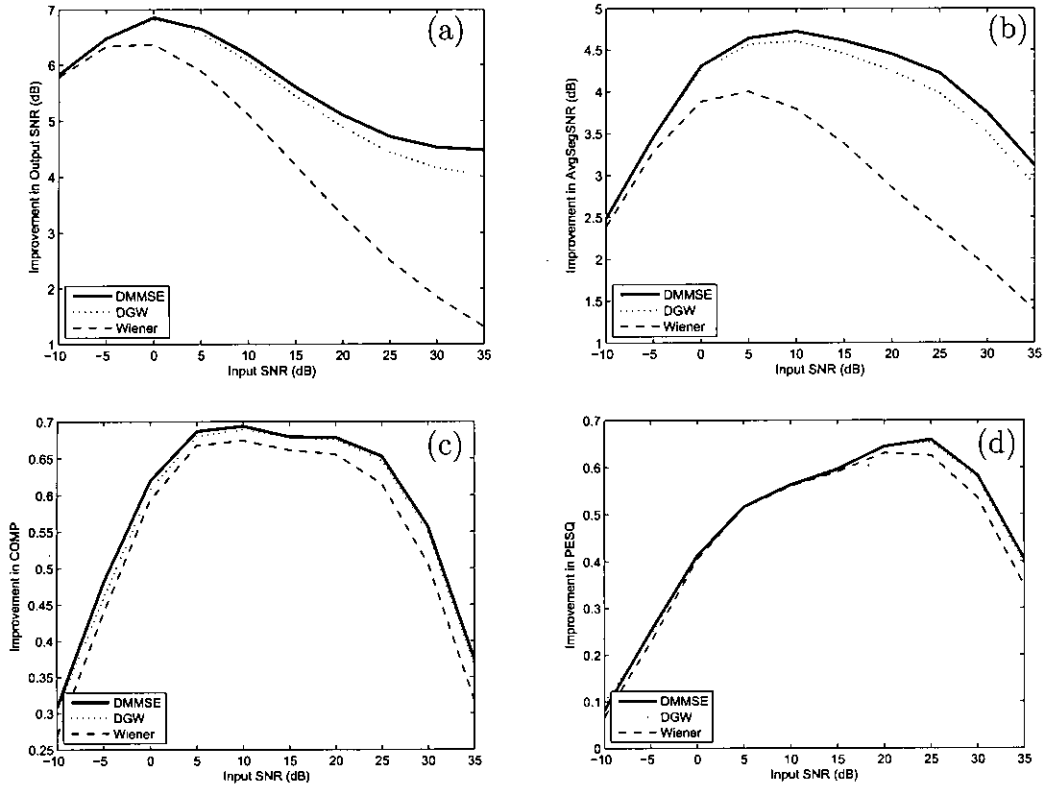 (a)
7
6
5
4
3
2
1
Improvement in Output SNR (dB)
DMMSE
DGW
Wiener
−10 −5 0 5 10 15 20 25 30 35
Input SNR (dB)
(b)
5
4.5
4
3.5
3
2.5
2
1.5
1
Improvement in AvgSegSNR (dB)
DMMSE
DGW
Wiener
−10 −5 0 5 10 15 20 25 30 35
Input SNR (dB)
(c)
0.7
0.65
0.6
0.55
0.5
0.45
0.4
0.35
0.3
0.25
Improvement in COMP
DMMSE
DGW
Wiener
−10 −5 0 5 10 15 20 25 30 35
Input SNR (dB)
(d)
0.7
0.6
0.5
0.4
0.3
0.2
0.1
0
Improvement in PESQ
DMMSE
DGW
Wiener
−10 −5 0 5 10 15 20 25 30 35
Input SNR (dB)